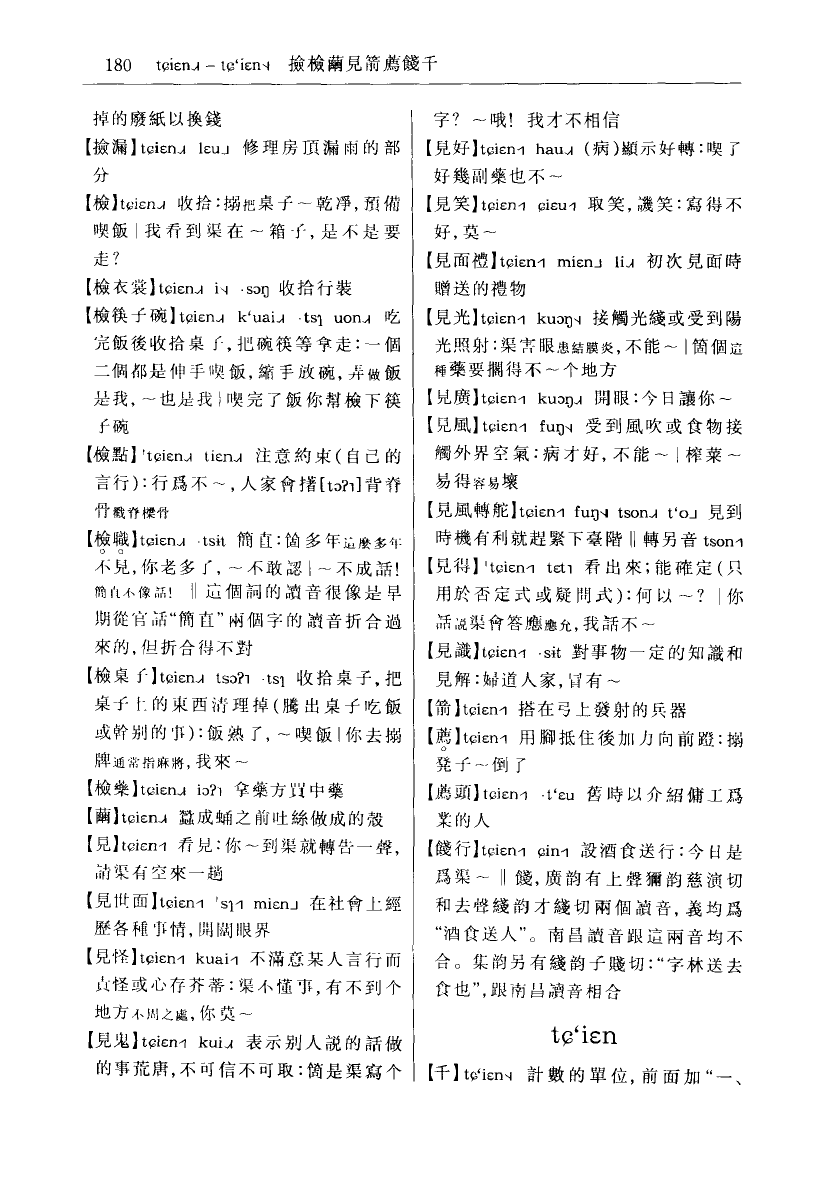 180 tɕiɛn˩˧ – tɕ‘iɛn˦˨ 撿檢繭見箭薦餞千
掉的廢紙以換錢
【撿漏】tɕiɛn˩˧ lɛu˩ 修理房頂漏雨的部
分
【檢】tɕiɛn˩˧ 收拾：搦把桌子～乾凈，預備
喫飯｜我看到渠在～箱子，是不是要
走？
【檢衣裳】tɕiɛn˩˧ i˦˨ ·sɔŋ 收拾行裝
【檢筷子碗】tɕiɛn˩˧ k‘uai˩˧ ·tsɿ uɔn˩˧ 吃
完飯後收拾桌子，把碗筷等拿走：一個
二個都是伸手喫飯，縮手放碗，弄做飯
是我，～也是我｜喫完了飯你幫檢下筷
子碗
【檢點】'tɕiɛn˩˧ tiɛn˩˧ 注意約束（自己的
言行）：行爲不～，人家會㨋[tɔʔ˥]背脊
骨戳脊樑骨
【檢職】tɕiɛn˩˧ ·tsɨt 簡直：箇多年這麽多年
不見，你老多了，～不敢認｜～不成話！
簡直不像話！ ‖ 這個詞的讀音很像是早
期從官話“簡直”兩個字的讀音折合過
來的，但折合得不對
【檢桌子】tɕiɛn˩˧ tsɔʔ˥ ·tsɿ 收拾桌子，把
桌子上的東西清理掉（騰出桌子吃飯
或幹别的事）：飯熟了，～喫飯｜你去搦
牌通常指麻將，我來～
【檢藥】tɕiɛn˩˧ iɔʔ˥ 拿藥方買中藥
【繭】tɕiɛn˩˧ 蠶成蛹之前吐絲做成的殼
【見】tɕiɛn˧˥ 看見：你～到渠就轉告一聲，
請渠有空來一趟
【見世面】tɕiɛn˧˥ 'sɿ˧˥ miɛn˩ 在社會上經
歷各種事情，開闊眼界
【見怪】tɕiɛn˧˥ kuai˧˥ 不滿意某人言行而
責怪或心存芥蒂：渠不懂事，有不到个
地方不周之處，你莫～
【見鬼】tɕiɛn˧˥ kui˩˧ 表示别人説的話做
的事荒唐，不可信不可取：箇是渠寫个
字？～哦！我才不相信
【見好】tɕiɛn˧˥ hau˩˧ （病）顯示好轉：喫了
好幾副藥也不～
【見笑】tɕiɛn˧˥ ɕiɛu˧˥ 取笑，譏笑：寫得不
好，莫～
【見面禮】tɕiɛn˧˥ miɛn˩ li˩˧ 初次見面時
贈送的禮物
【見光】tɕiɛn˧˥ kuɔŋ˦˨ 接觸光綫或受到陽
光照射：渠害眼患結膜炎，不能～｜箇個這
種藥要擱得不～个地方
【見廣】tɕiɛn˧˥ kuɔŋ˩˧ 開眼：今日讓你～
【見風】tɕiɛn˧˥ fuŋ˦˨ 受到風吹或食物接
觸外界空氣：病才好，不能～｜榨菜～
易得容易壞
【見風轉舵】tɕiɛn˧˥ fuŋ˦˨ tsɔn˩˧ t‘o˩ 見到
時機有利就趕緊下臺階‖轉另音tsɔn˧˥
【見得】'tɕiɛn˧˥ tɛt˥ 看出來；能確定（只
用於否定式或疑問式）：何以～？｜你
話説渠會答應應允，我話不～
【見識】tɕiɛn˧˥ ·sɨt 對事物一定的知識和
見解：婦道人家，冇有～
【箭】tɕiɛn˧˥ 搭在弓上發射的兵器
【薦】tɕiɛn˧˥ 用腳抵住後加力向前蹬：搦
凳子～倒了
【薦頭】tɕiɛn˧˥ ·t‘ɛu 舊時以介紹傭工爲
業的人
【餞行】tɕiɛn˧˥ ɕin˧˥ 設酒食送行：今日是
爲渠～‖餞，廣韵有上聲獮韵慈演切
和去聲綫韵才綫切兩個讀音，義均爲
“酒食送人”。南昌讀音跟這兩音均不
合。集韵另有綫韵子賤切：“字林送去
食也”，跟南昌讀音相合
tɕ‘iɛn
【千】tɕ‘iɛn˦˨ 計數的單位，前面加“一、